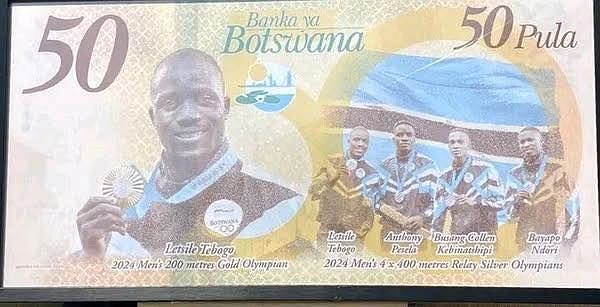 50
Banka ya
Botswana
50 Pula
BOTSWANA
Letsile Tebogo
2024 Men's 200 metres Gold Olympian
Letsile
Tebogo
Anthony
Pesela
Busang Collen
Kebinatshipi
Bayapo
Ndori
2024 Men's 4 x 400 metres Relay Silver Olympians